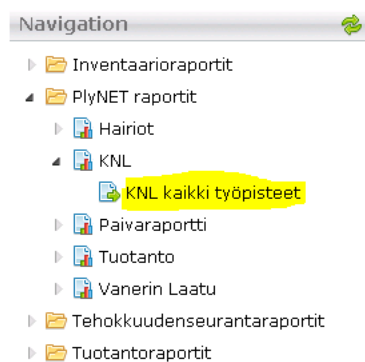 Navigation
Inventaarioraportit
PlyNET raportit
Hairiot
KNL
KNL kaikki työpisteet
Paivaraportti
Tuotanto
Vanerin Laatu
Tehokkuudenseurantaraportit
Tuotantoraportit